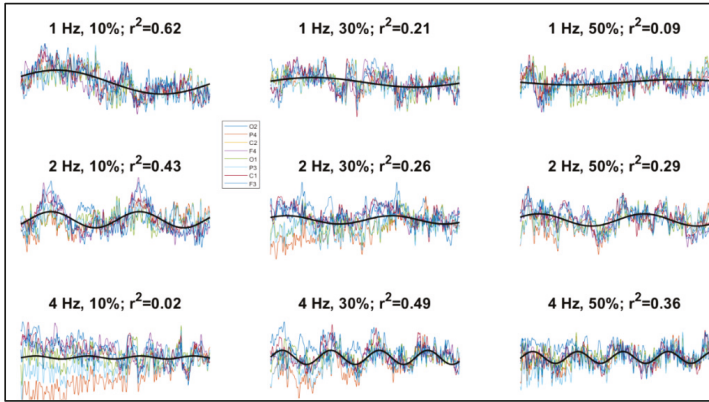 1 Hz, 10%; r²=0.62
1 Hz, 30%; r²=0.21
1 Hz, 50%; r²=0.09
O2
P4
C2
F4
O1
P3
C1
F3
2 Hz, 10%; r²=0.43
2 Hz, 30%; r²=0.26
2 Hz, 50%; r²=0.29
4 Hz, 10%; r²=0.02
4 Hz, 30%; r²=0.49
4 Hz, 50%; r²=0.36